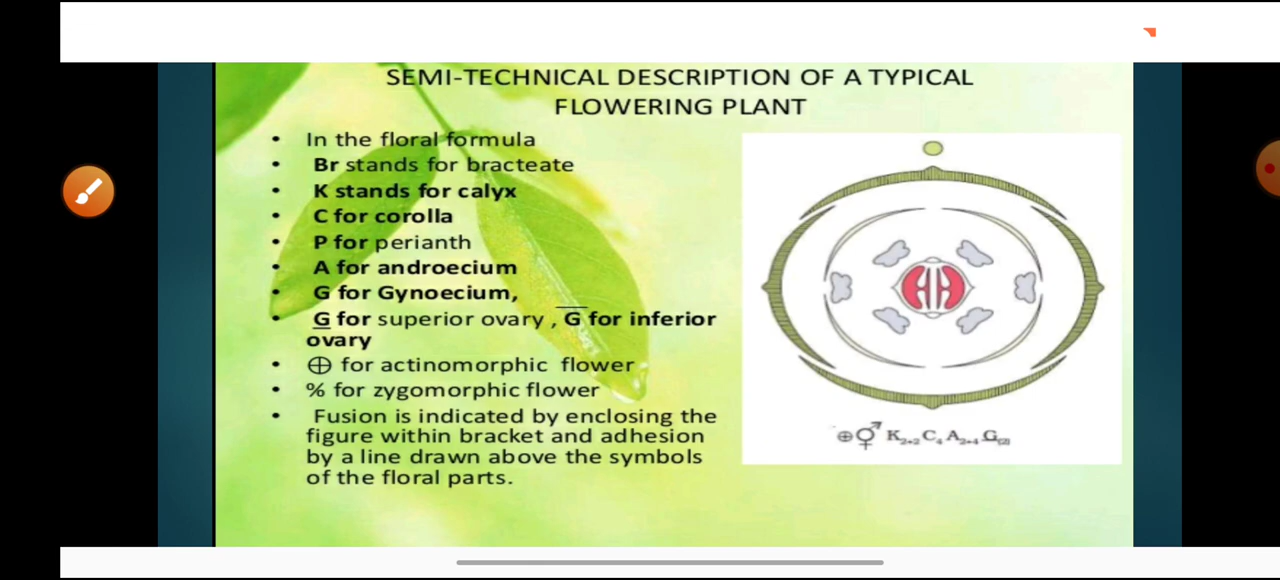 SEMI-TECHNICAL DESCRIPTION OF A TYPICAL
FLOWERING PLANT
• In the floral formula
• Br stands for bracteate
• K stands for calyx
• C for corolla
• P for perianth
• A for androecium
• G for Gynoecium,
• G̲ for superior ovary , G̅ for inferior
ovary
• ⊕ for actinomorphic flower
• % for zygomorphic flower
• Fusion is indicated by enclosing the
figure within bracket and adhesion
by a line drawn above the symbols
of the floral parts.
⊕⚥ K₂₊₂ C₄ A₂₊₄ G₍₂₎